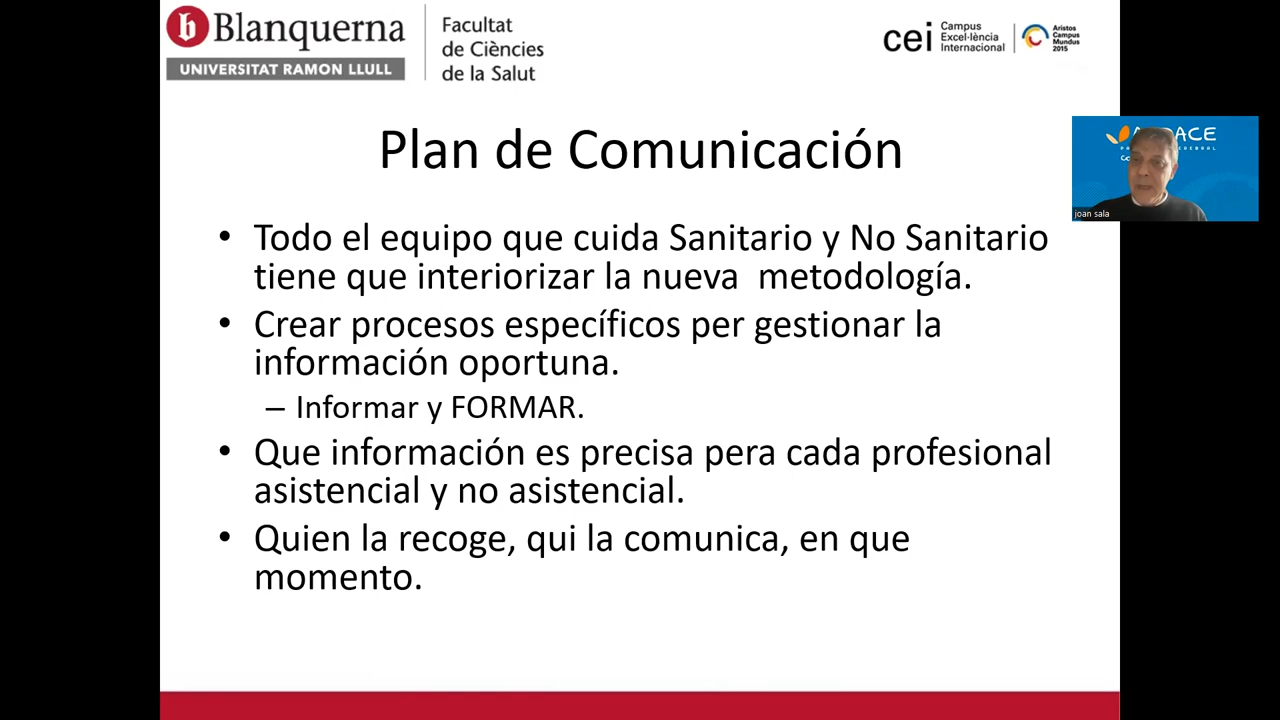 Blanquerna
UNIVERSITAT RAMON LLULL
Facultat
de Ciències
de la Salut
cei
Campus
Excel·lència
Internacional
Aristos
Campus
Mundus
2015
Plan de Comunicación
• Todo el equipo que cuida Sanitario y No Sanitario
tiene que interiorizar la nueva metodología.
• Crear procesos específicos per gestionar la
información oportuna.
– Informar y FORMAR.
• Que información es precisa pera cada profesional
asistencial y no asistencial.
• Quien la recoge, qui la comunica, en que
momento.
joan sala